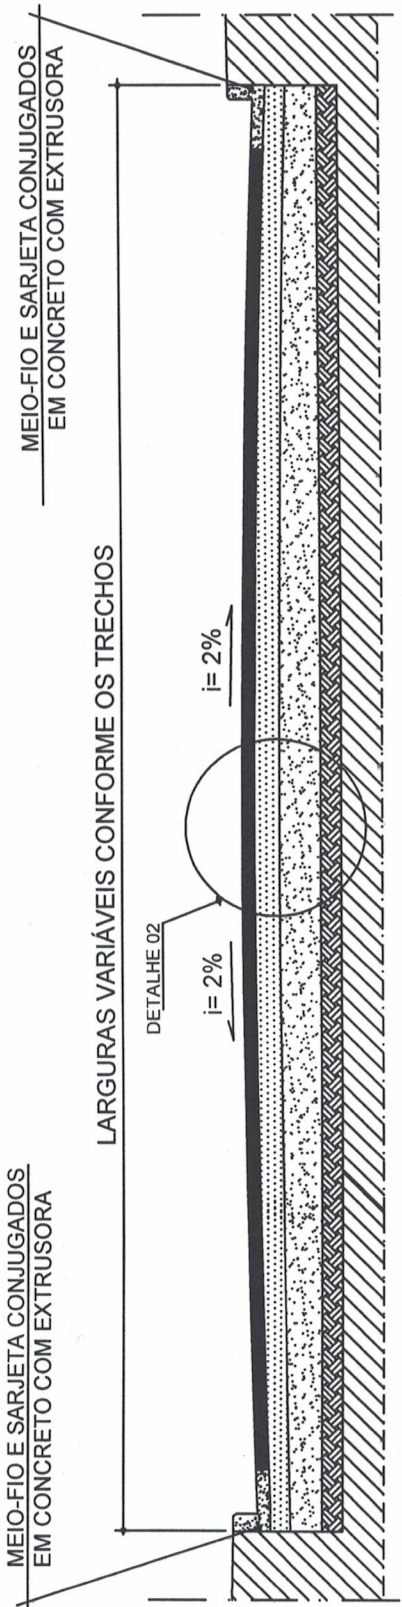 MEIO-FIO E SARJETA CONJUGADOS
EM CONCRETO COM EXTRUSORA
MEIO-FIO E SARJETA CONJUGADOS
EM CONCRETO COM EXTRUSORA
LARGURAS VARIÁVEIS CONFORME OS TRECHOS
DETALHE 02
i= 2%
i= 2%